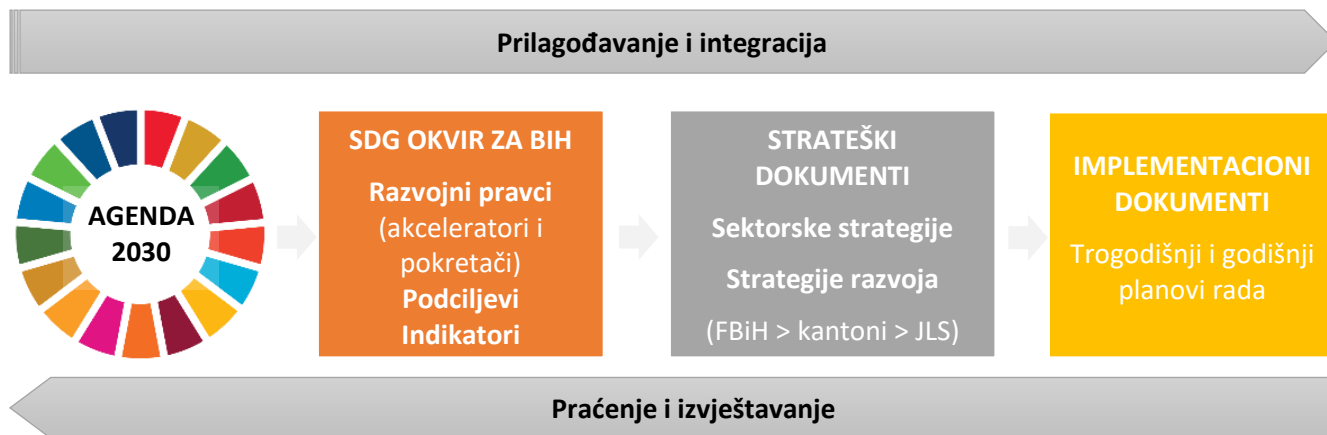 Prilagođavanje i integracija
AGENDA
2030
SDG OKVIR ZA BIH
Razvojni pravci
(akceleratori i
pokretači)
Podciljevi
Indikatori
STRATEŠKI
DOKUMENTI
Sektorske strategije
Strategije razvoja
(FBiH > kantoni > JLS)
IMPLEMENTACIONI
DOKUMENTI
Trogodišnji i godišnji
planovi rada
Praćenje i izvještavanje